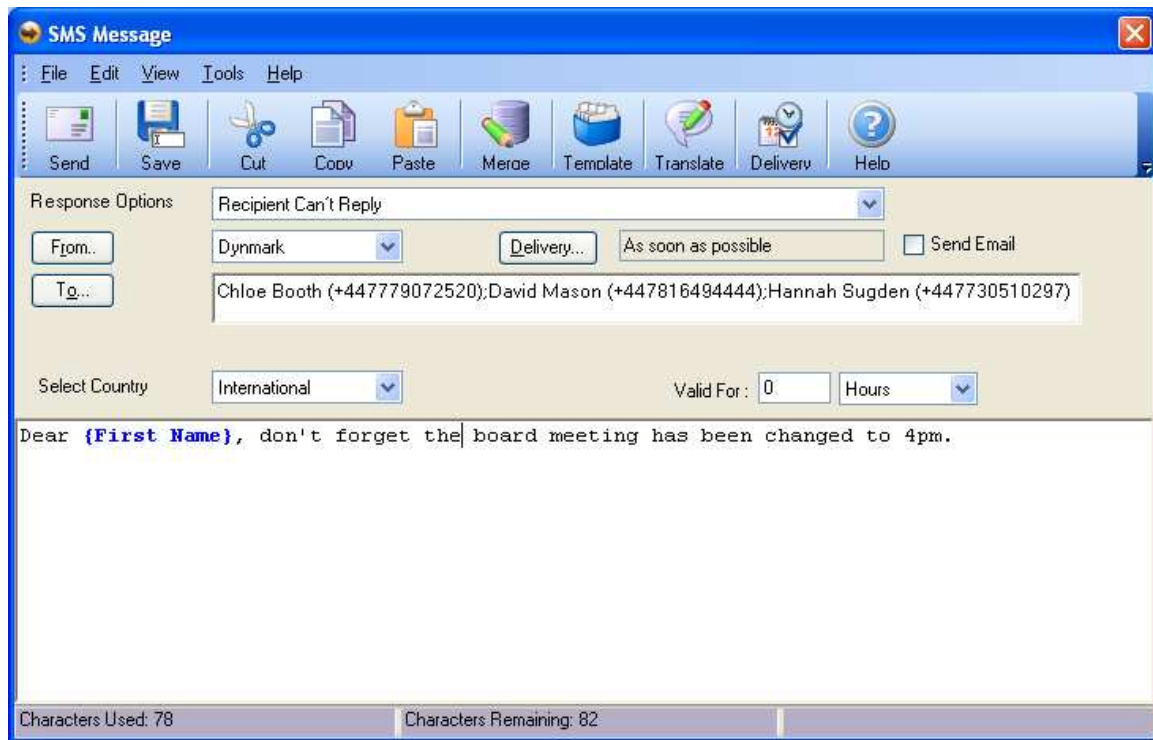 SMS Message
File Edit View Tools Help
Send Save Cut Copy Paste Merge Template Translate Delivery Help
Response Options Recipient Can't Reply
From.. Dynmark Delivery... As soon as possible Send Email
To... Chloe Booth (+447779072520);David Mason (+447816494444);Hannah Sugden (+447730510297)
Select Country International Valid For : 0 Hours
Dear {First Name}, don't forget the board meeting has been changed to 4pm.
Characters Used: 78 Characters Remaining: 82